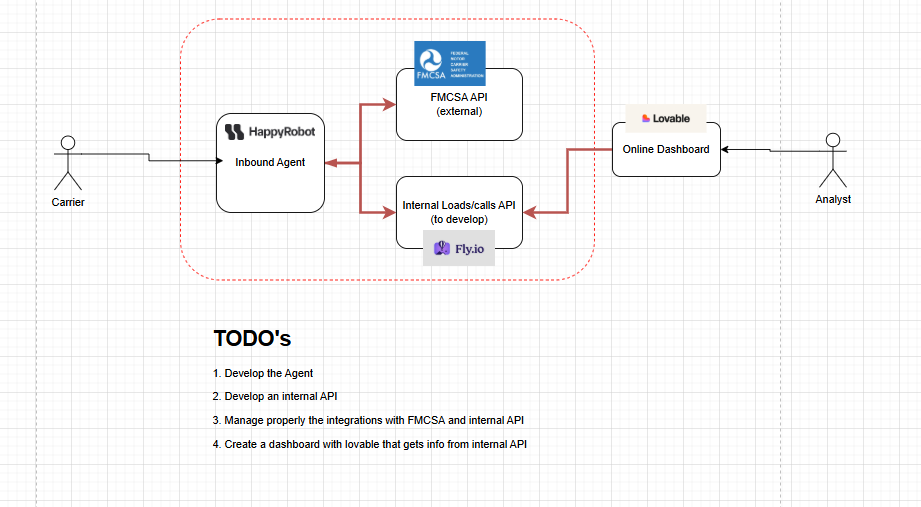 FMCSA
FEDERAL
MOTOR
CARRIER
SAFETY
ADMINISTRATION
FMCSA API
(external)
HappyRobot
Inbound Agent
Lovable
Online Dashboard
Carrier
Analyst
Internal Loads/calls API
(to develop)
Fly.io
TODO's
1. Develop the Agent
2. Develop an internal API
3. Manage properly the integrations with FMCSA and internal API
4. Create a dashboard with lovable that gets info from internal API